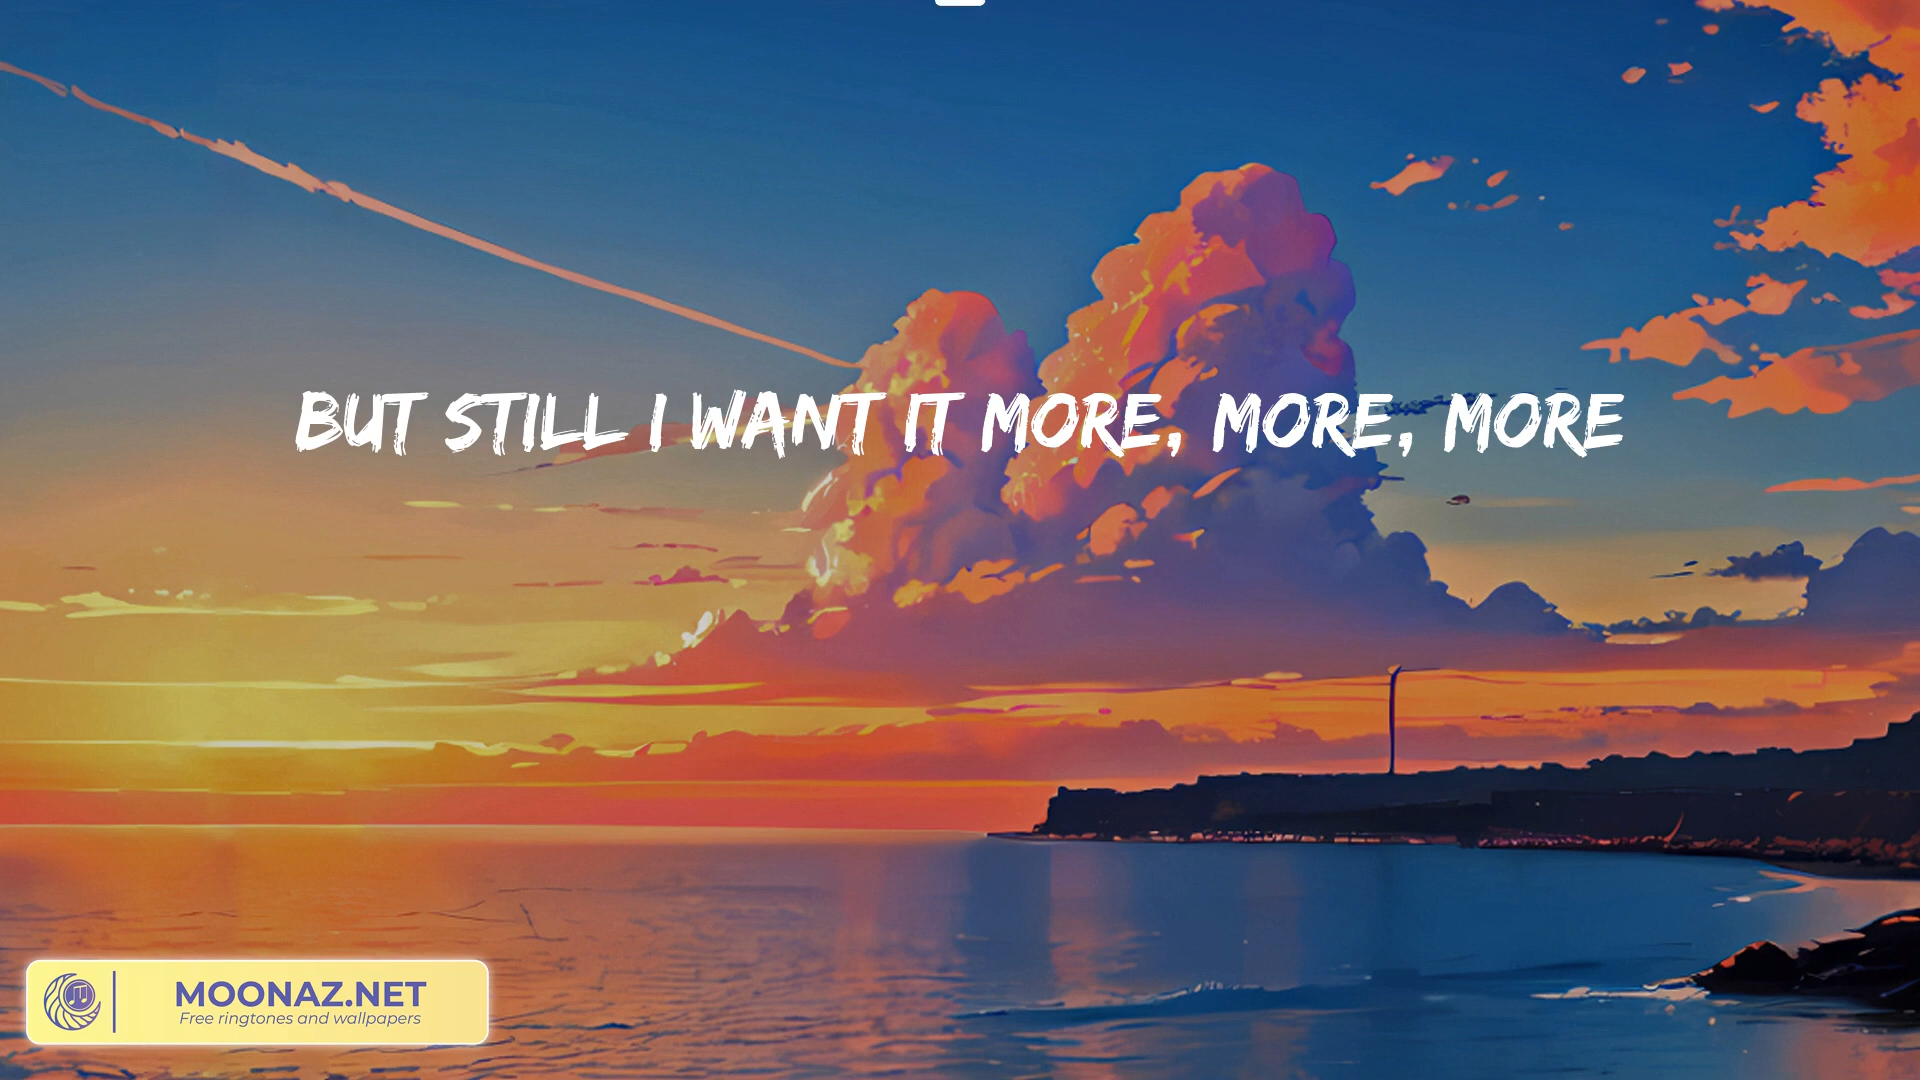 BUT STILL I WANT IT MORE, MORE, MORE
MOONAZ.NET
Free ringtones and wallpapers